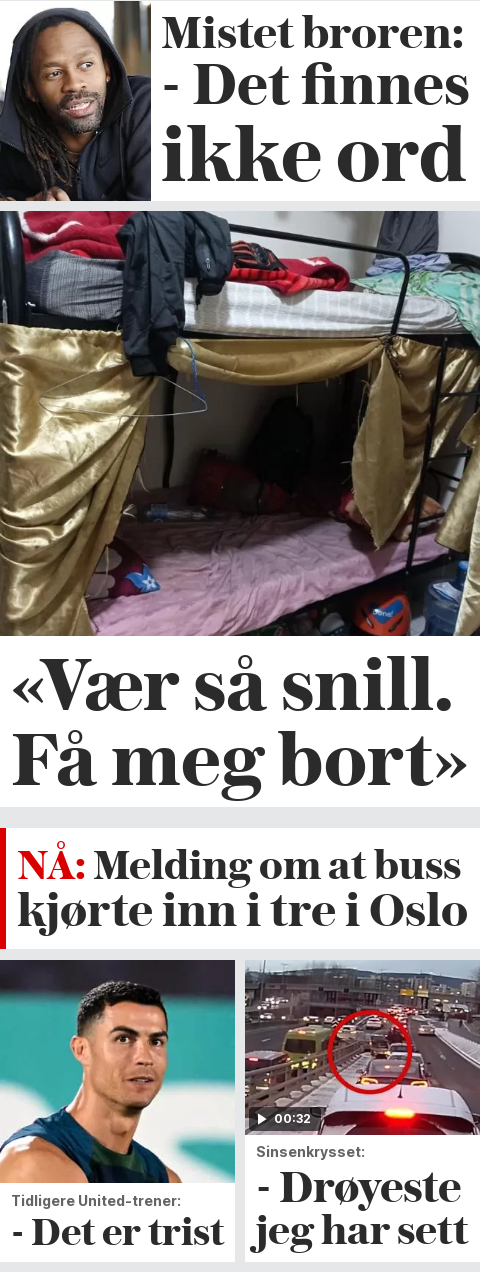 Mistet broren:
- Det finnes
ikke ord
«Vær så snill.
Få meg bort»
NÅ: Melding om at buss
kjørte inn i tre i Oslo
Tidligere United-trener:
- Det er trist
00:32
Sinsenkrysset:
- Drøyeste
jeg har sett